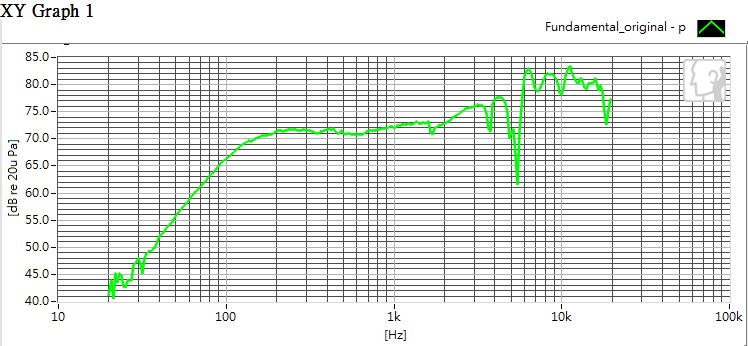 XY Graph 1
Fundamental_original - p
85.0
80.0
75.0
70.0
65.0
60.0
55.0
50.0
45.0
40.0
[dB re 20u Pa]
10 100 1k 10k 100k
[Hz]